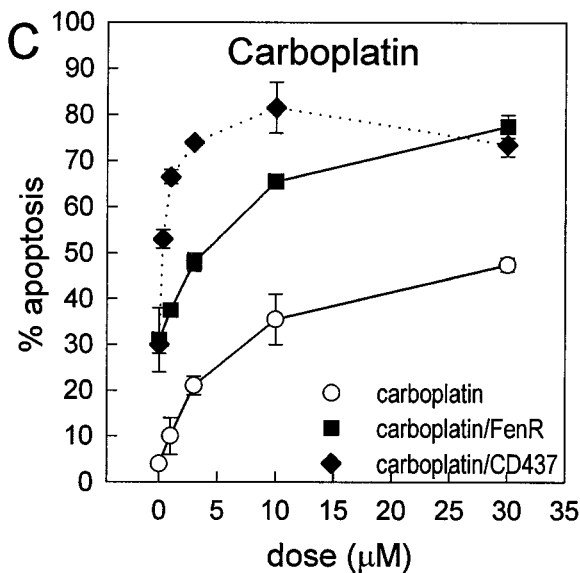 C
Carboplatin
100
90
80
70
60
50
40
30
20
10
0
% apoptosis
carboplatin
carboplatin/FenR
carboplatin/CD437
0 5 10 15 20 25 30 35
dose (μM)